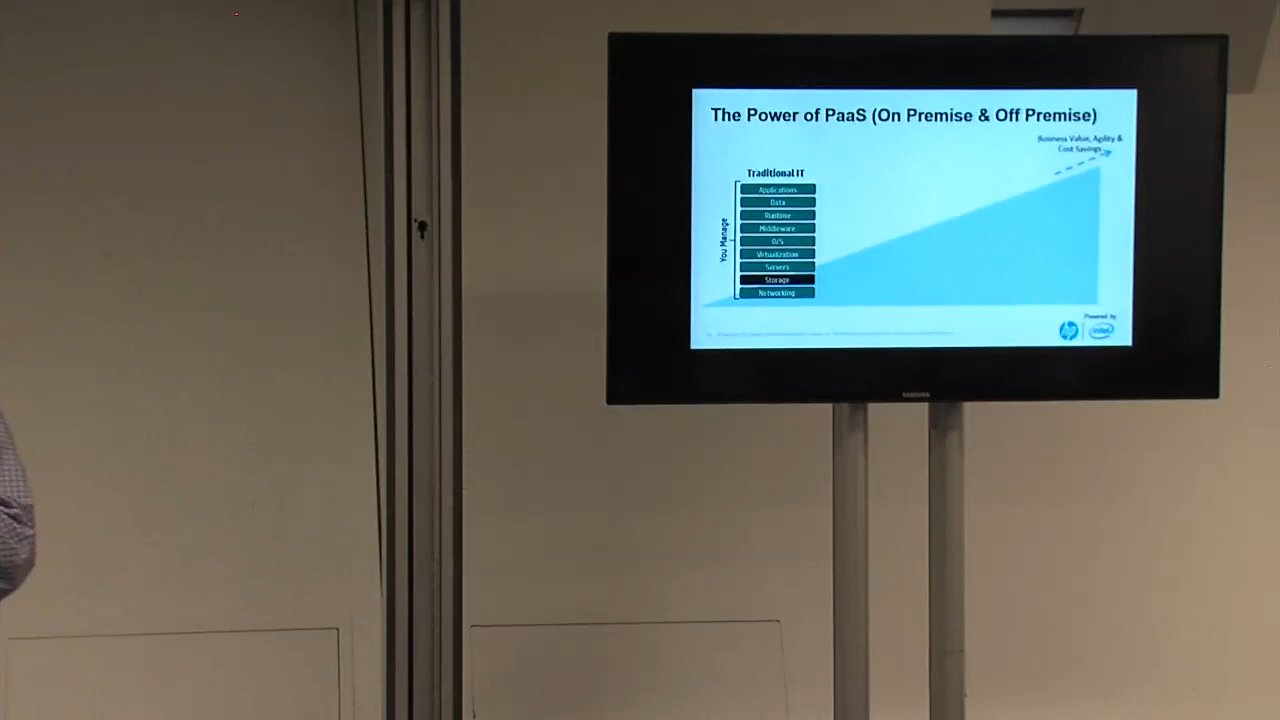 The Power of PaaS (On Premise & Off Premise)
Business Value, Agility &
Cost Savings
Traditional IT
You Manage
Applications
Data
Runtime
Middleware
O/S
Virtualization
Servers
Storage
Networking
Powered by
hp
intel
SAMSUNG